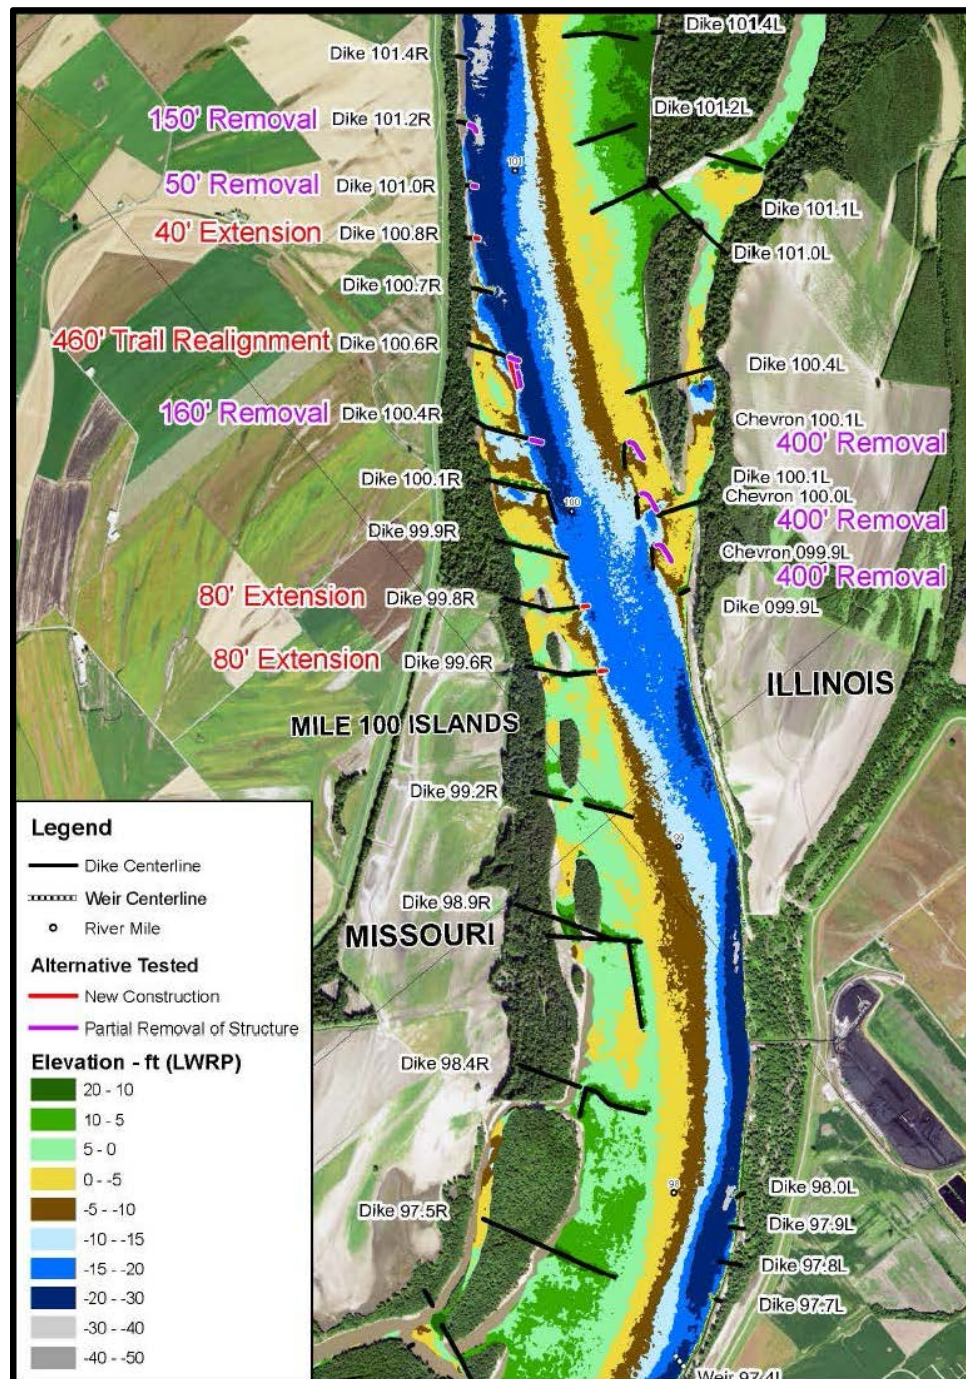 Dike 101.4L
Dike 101.4R
150' Removal Dike 101.2R
Dike 101.2L
101
50' Removal Dike 101.0R
Dike 101.1L
40' Extension Dike 100.8R
Dike 101.0L
Dike 100.7R
460' Trail Realignment Dike 100.6R
Dike 100.4L
160' Removal Dike 100.4R
Chevron 100.1L
400' Removal
Dike 100.1R
Dike 100.1L
Chevron 100.0L
100
400' Removal
Dike 99.9R
Chevron 099.9L
400' Removal
80' Extension Dike 99.8R
Dike 099.9L
80' Extension Dike 99.6R
ILLINOIS
MILE 100 ISLANDS
Dike 99.2R
99
Dike 98.9R
MISSOURI
Dike 98.4R
98
Dike 98.0L
Dike 97.5R
Dike 97.9L
Dike 97.8L
Dike 97.7L
Weir 97.4L
Legend
Dike Centerline
Weir Centerline
River Mile
Alternative Tested
New Construction
Partial Removal of Structure
Elevation - ft (LWRP)
20 - 10
10 - 5
5 - 0
0 - -5
-5 - -10
-10 - -15
-15 - -20
-20 - -30
-30 - -40
-40 - -50